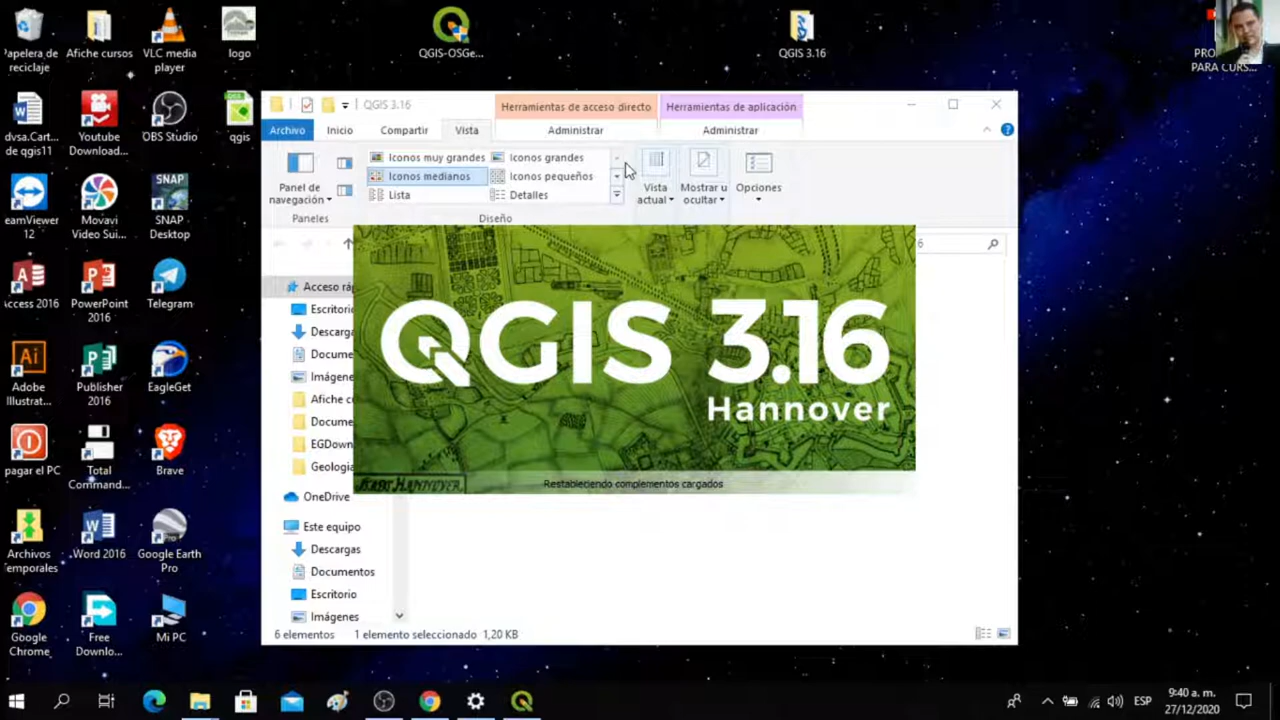 Papelera de
reciclaje
Afiche cursos
VLC media
player
logo
QGIS-OSGe...
QGIS 3.16
PARA CURS...
dvsa.Cart...
de qgis11
Youtube
Download...
OBS Studio
qgis
eamViewer
12
Movavi
Video Sui...
SNAP
Desktop
Access 2016
PowerPoint
2016
Telegram
Adobe
Illustrat...
Publisher
2016
EagleGet
pagar el PC
Total
Comman...
Brave
Archivos
Temporales
Word 2016
Google Earth
Pro
Google
Chrome
Free
Downlo...
Mi PC
QGIS 3.16
Herramientas de acceso directo
Herramientas de aplicación
Archivo
Inicio
Compartir
Vista
Administrar
Administrar
Panel de
navegación
Iconos muy grandes
Iconos grandes
Iconos medianos
Iconos pequeños
Lista
Detalles
Vista
actual
Mostrar u
ocultar
Opciones
Paneles
Diseño
6
Acceso ráp
Escritorio
Descarga
Docume
Imágene
Afiche c
Docume
EGDown
Geologia
OneDrive
Este equipo
Descargas
Documentos
Escritorio
Imágenes
QGIS 3.16
Hannover
Restableciendo complementos cargados
6 elementos
1 elemento seleccionado 1,20 KB
ESP
9:40 a. m.
27/12/2020